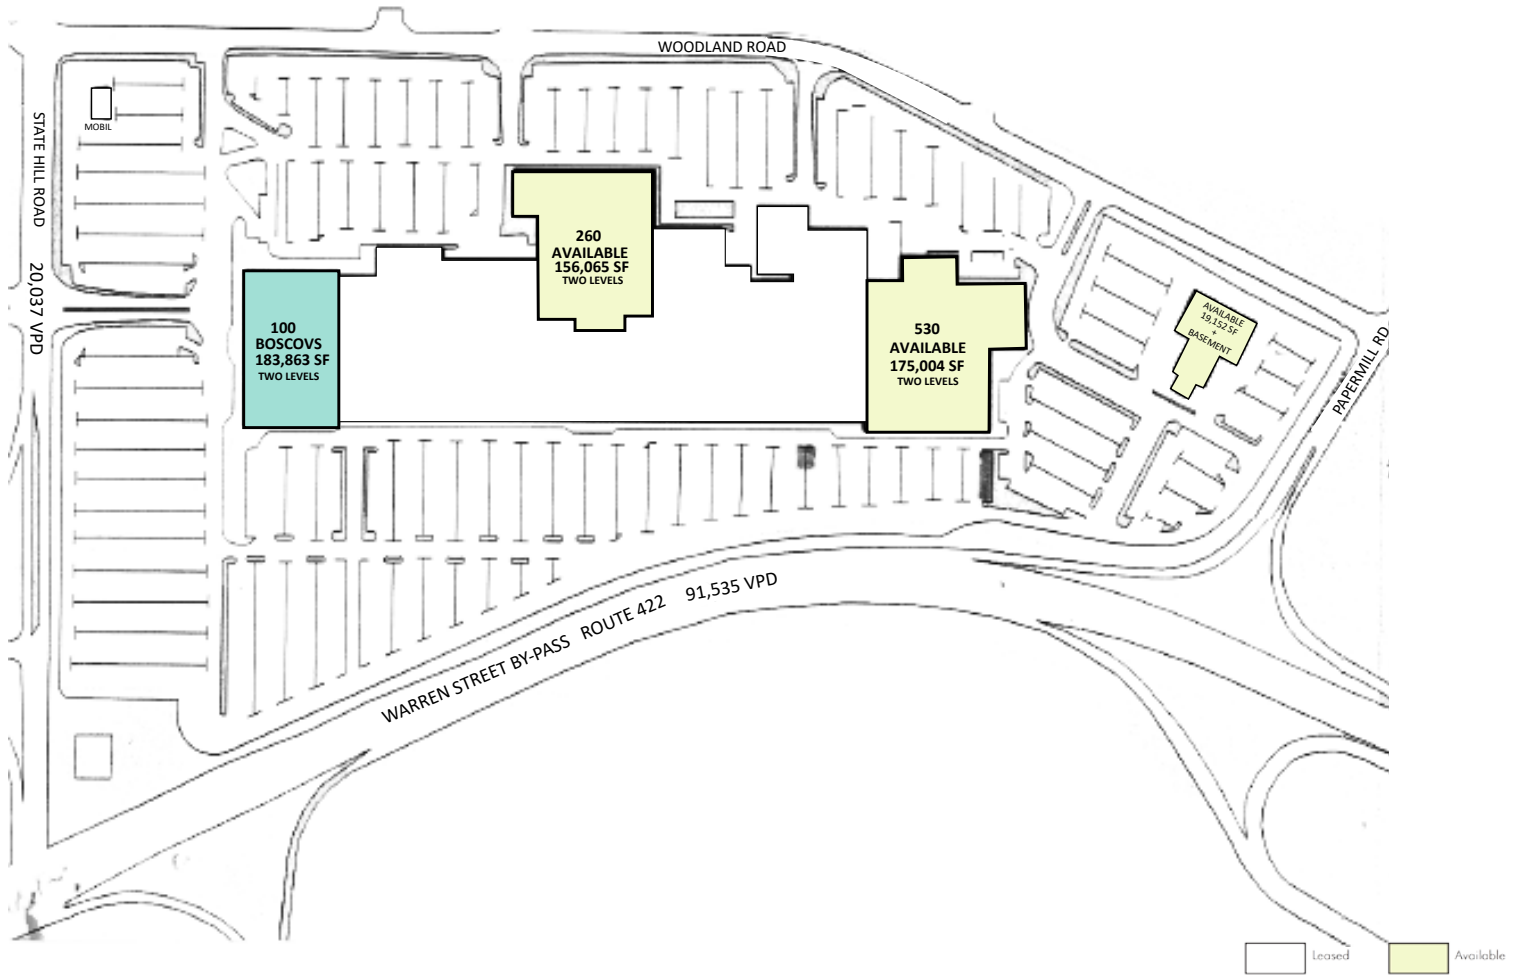 WOODLAND ROAD
MOBIL
STATE HILL ROAD 20,037 VPD
260
AVAILABLE
156,065 SF
TWO LEVELS
100
BOSCOVS
183,863 SF
TWO LEVELS
530
AVAILABLE
175,004 SF
TWO LEVELS
AVAILABLE
19,152 SF
+
BASEMENT
PAPERMILL RD
WARREN STREET BY-PASS ROUTE 422 91,535 VPD
Leased
Available